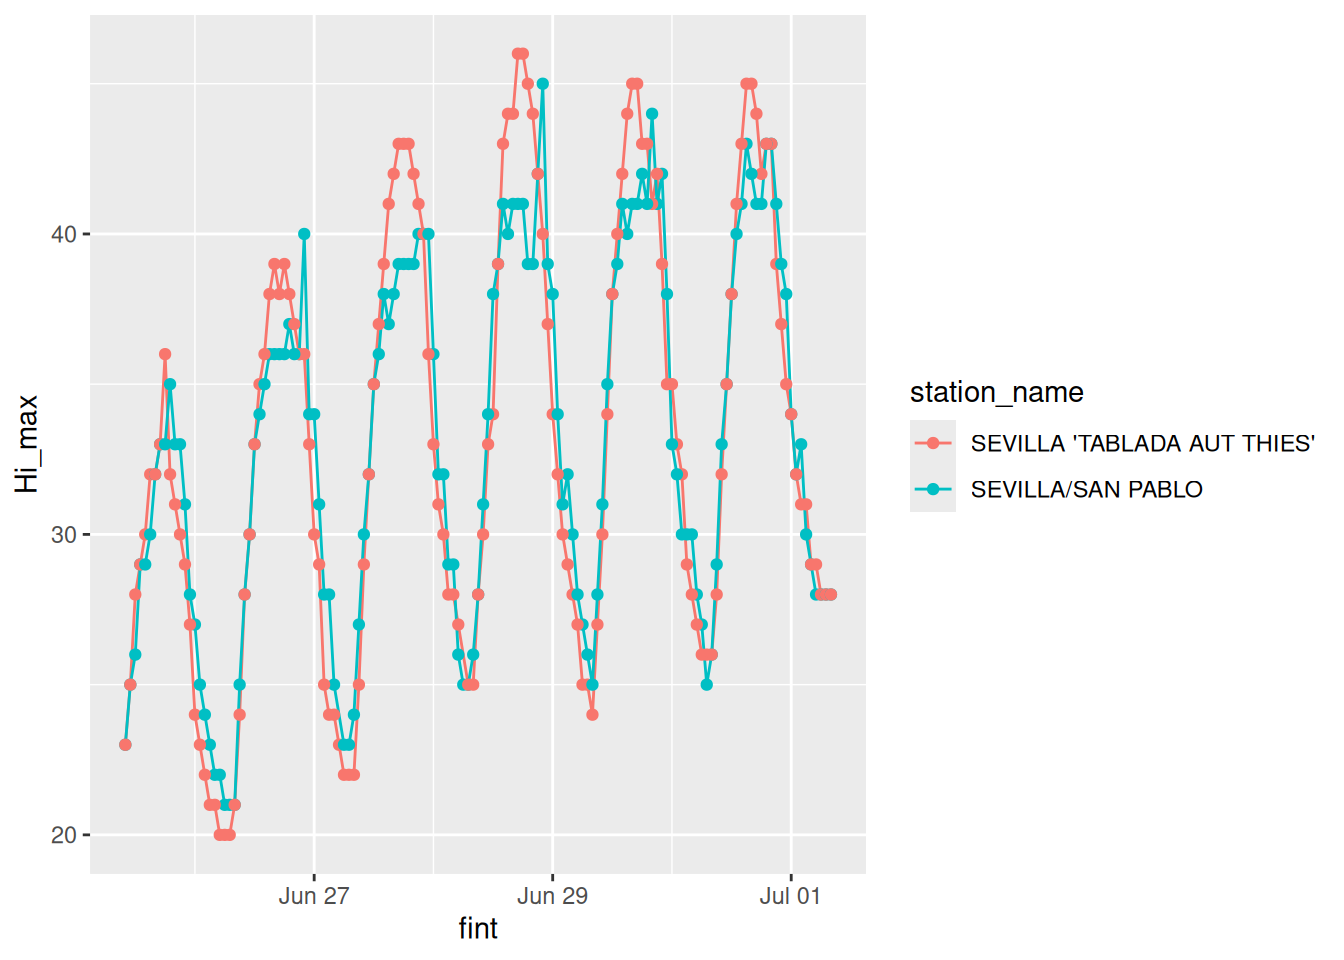 Hi_max
40
30
20
Jun 27
Jun 29
Jul 01
fint
station_name
SEVILLA 'TABLADA AUT THIES'
SEVILLA/SAN PABLO